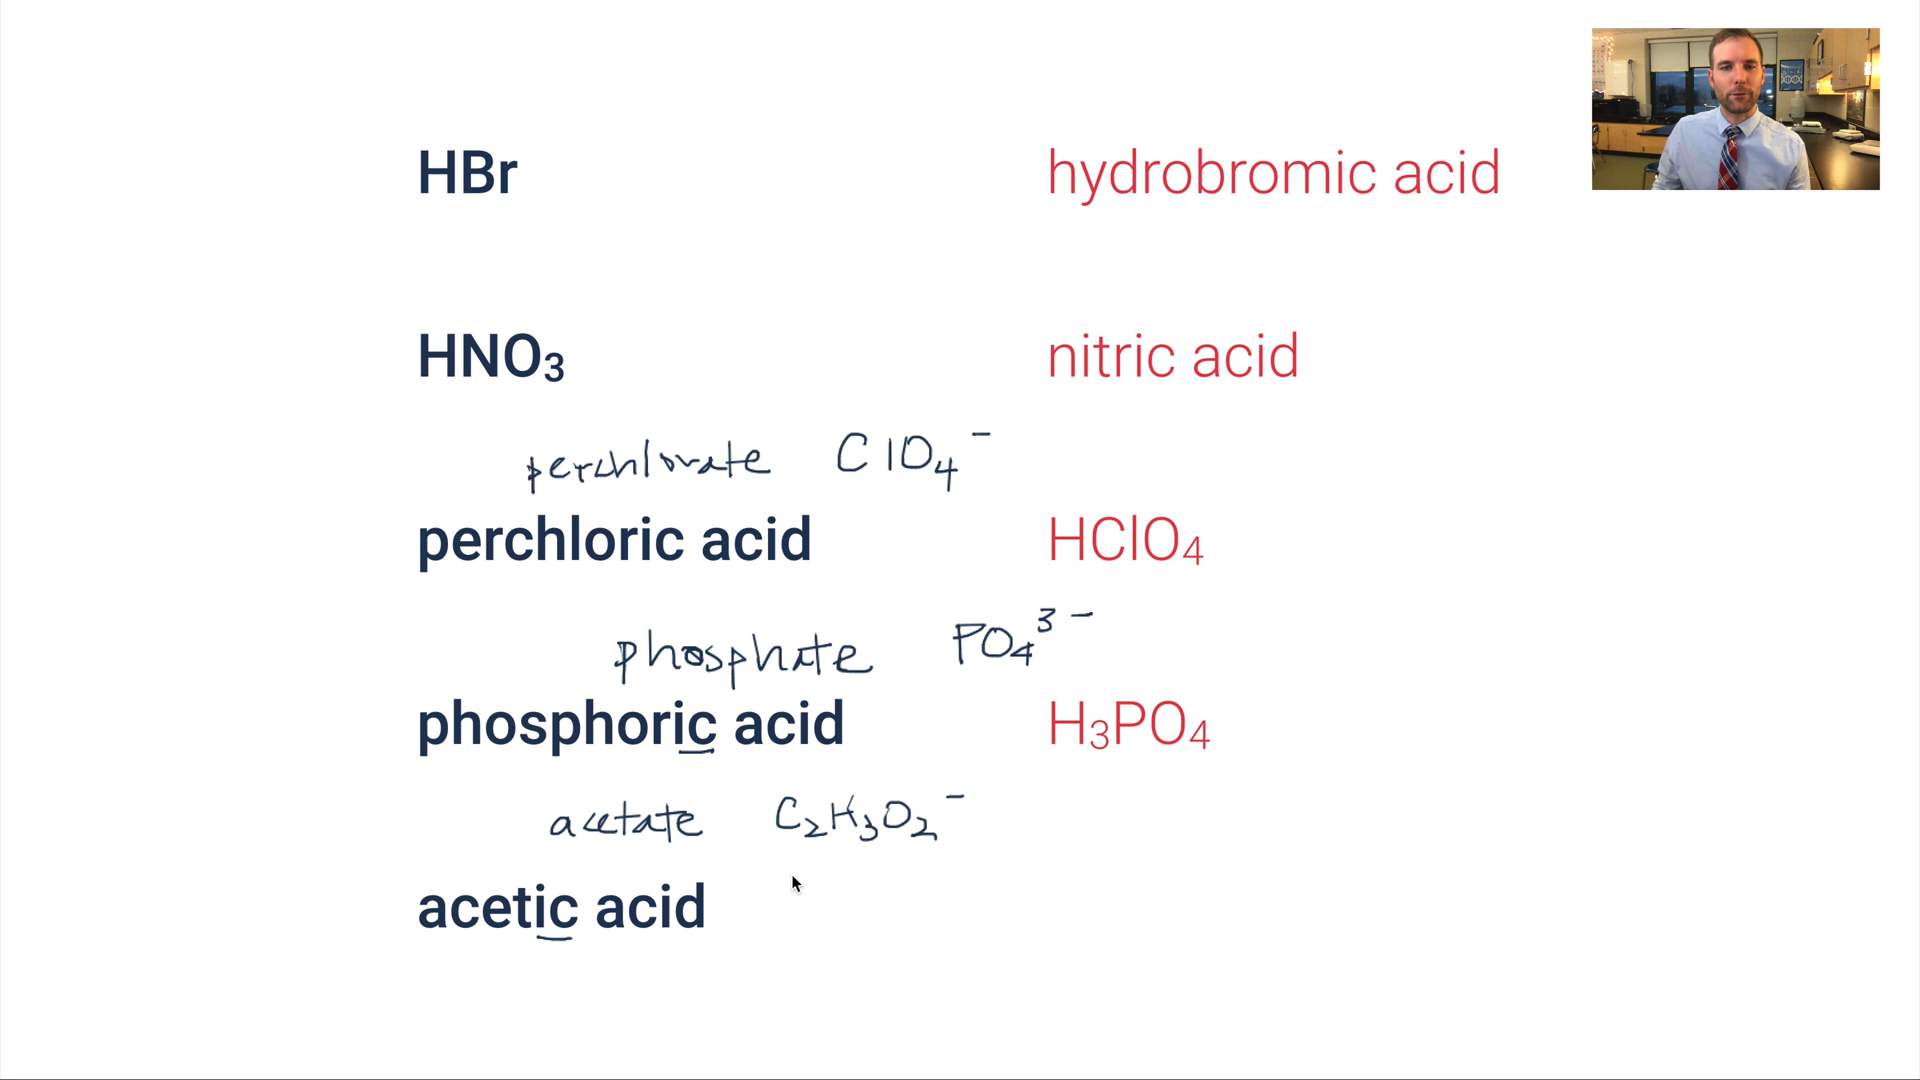 HBr hydrobromic acid
HNO₃ nitric acid
perchlorate ClO₄⁻
perchloric acid HClO₄
phosphate PO₄³⁻
phosphoric acid H₃PO₄
acetate C₂H₃O₂⁻
acetic acid